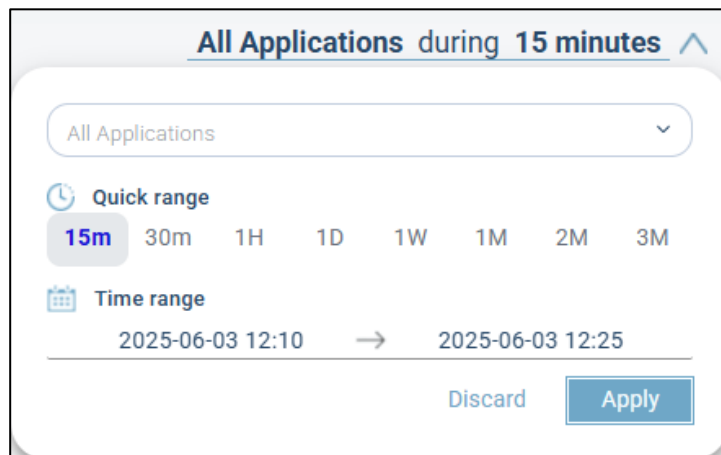 All Applications during 15 minutes
All Applications
Quick range
15m 30m 1H 1D 1W 1M 2M 3M
Time range
2025-06-03 12:10 → 2025-06-03 12:25
Discard Apply